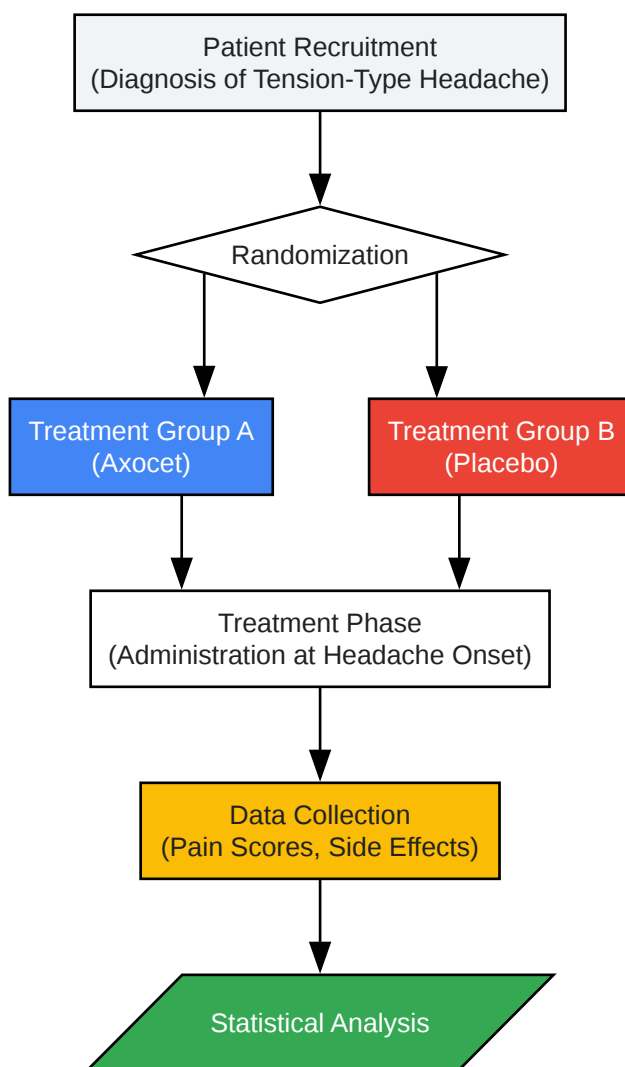 Patient Recruitment
(Diagnosis of Tension-Type Headache)
Randomization
Treatment Group A
(Axocet)
Treatment Group B
(Placebo)
Treatment Phase
(Administration at Headache Onset)
Data Collection
(Pain Scores, Side Effects)
Statistical Analysis